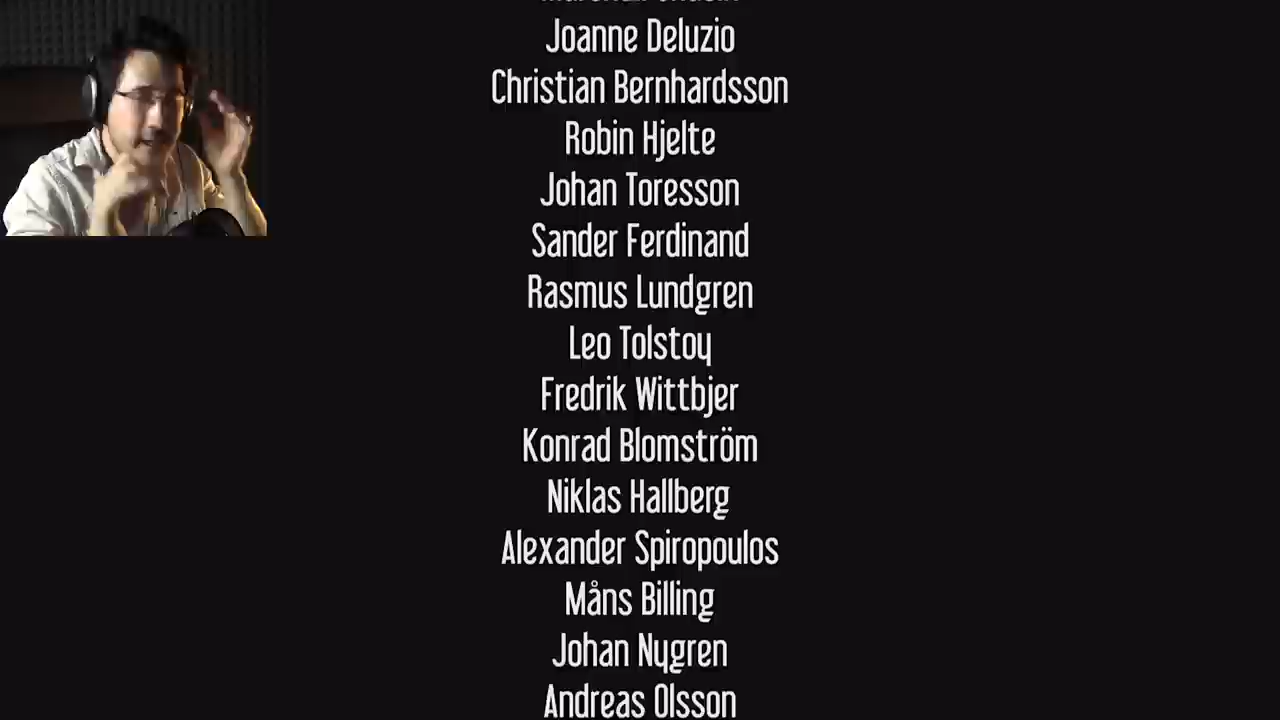 Joanne Deluzio
Christian Bernhardsson
Robin Hjelte
Johan Toresson
Sander Ferdinand
Rasmus Lundgren
Leo Tolstoy
Fredrik Wittbjer
Konrad Blomström
Niklas Hallberg
Alexander Spiropoulos
Måns Billing
Johan Nygren
Andreas Olsson